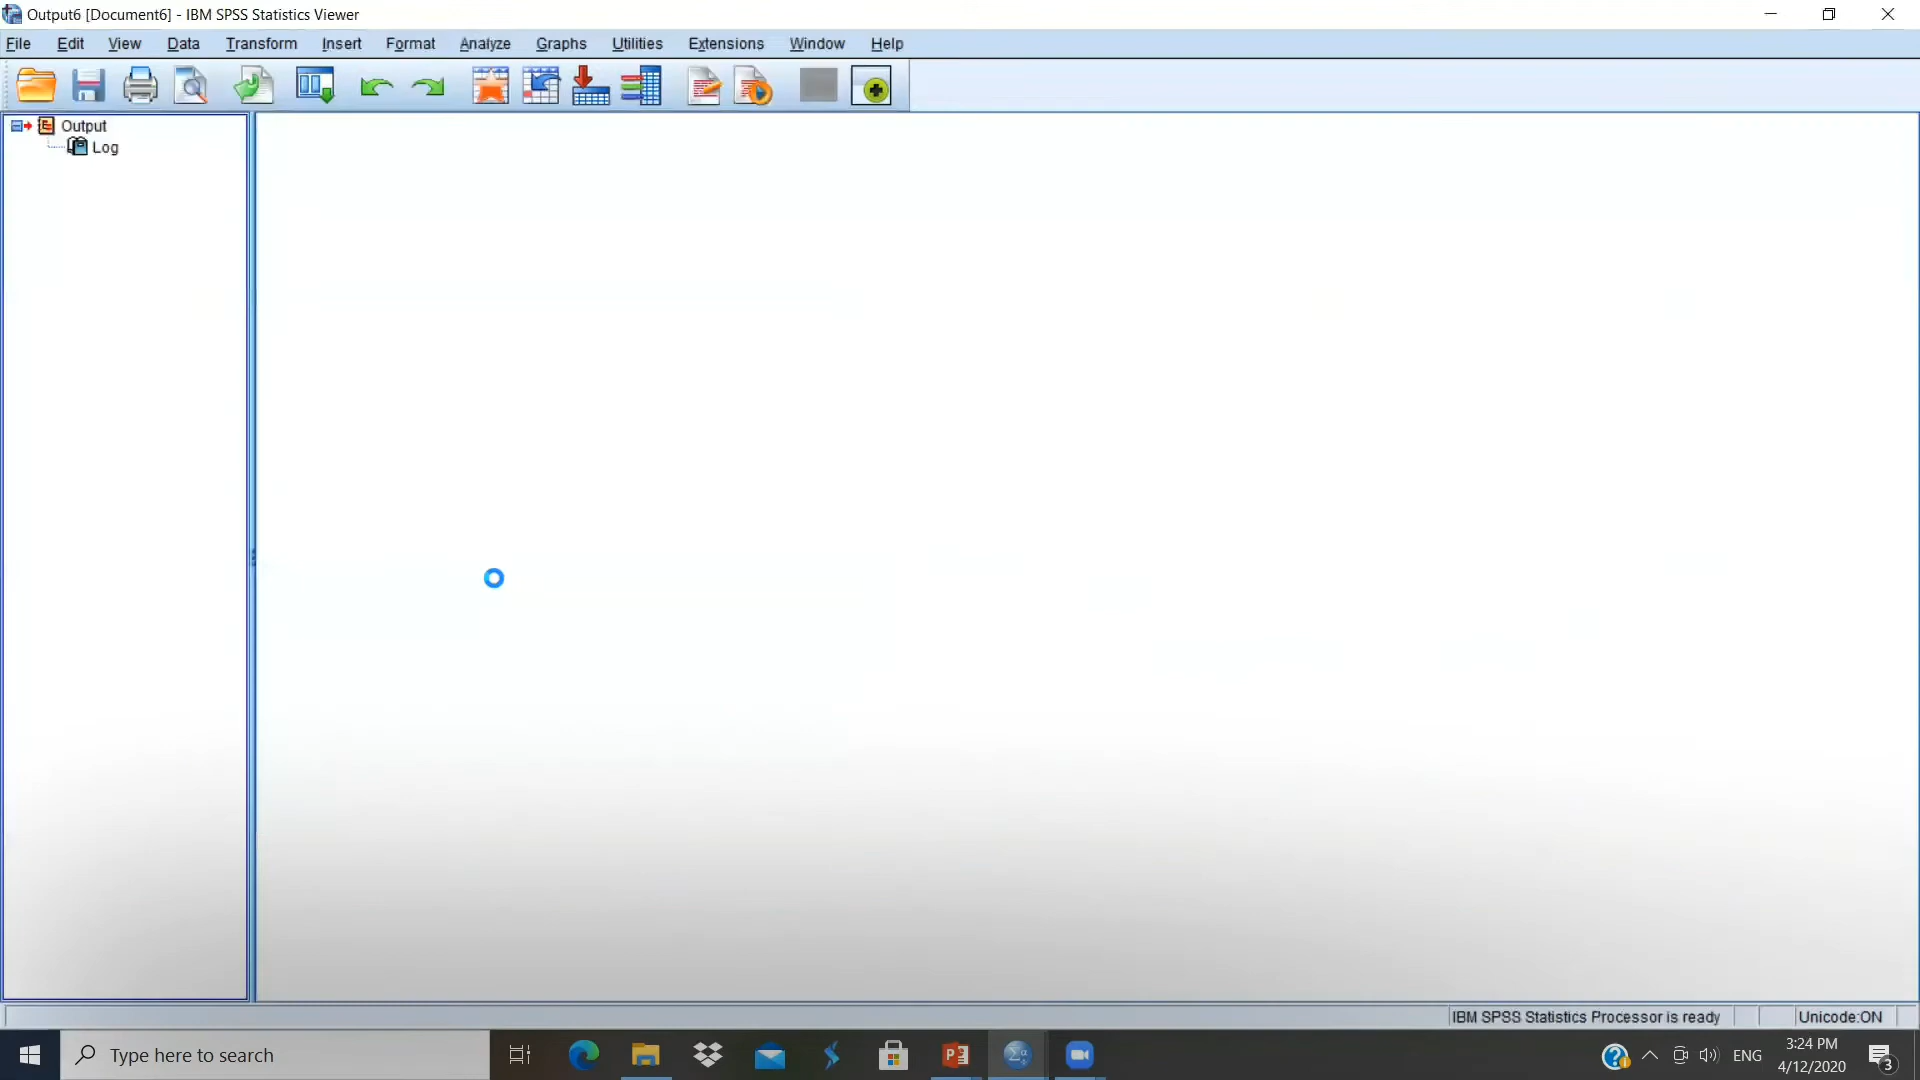 Output6 [Document6] - IBM SPSS Statistics Viewer
File Edit View Data Transform Insert Format Analyze Graphs Utilities Extensions Window Help
Output
Log
IBM SPSS Statistics Processor is ready Unicode:ON
Type here to search
ENG
3:24 PM
4/12/2020
3